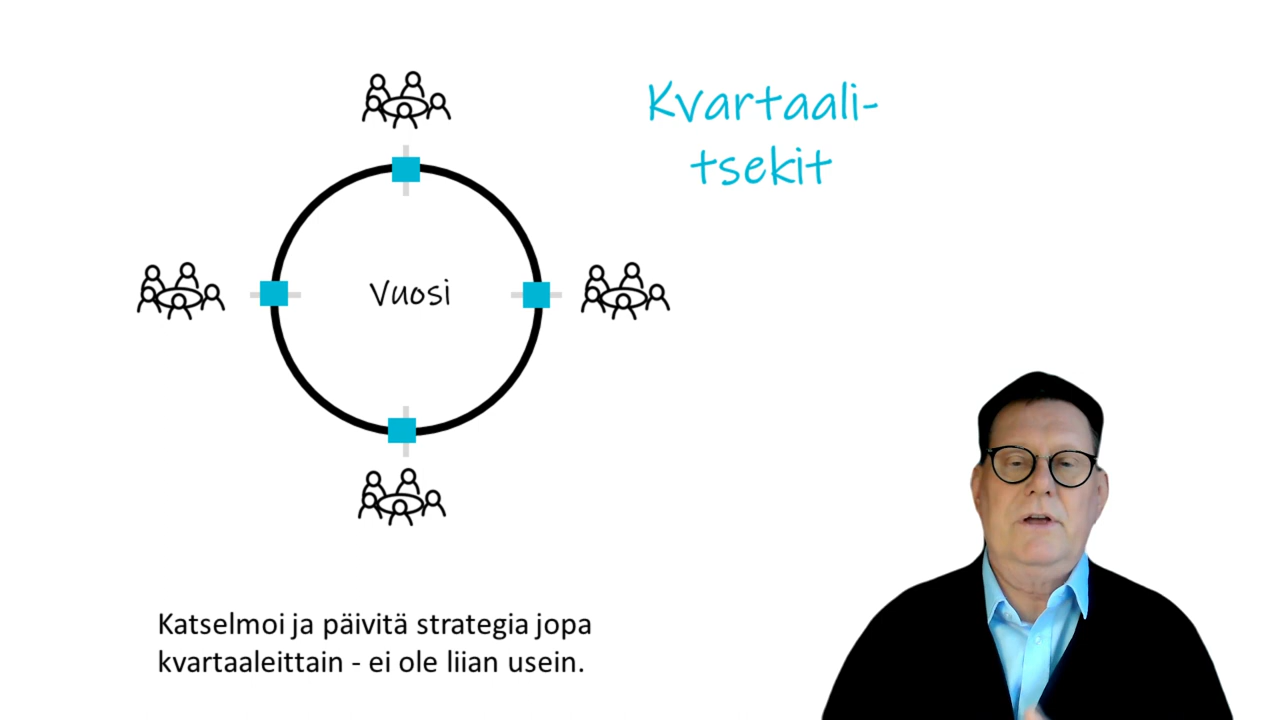 Kvartaali-
tsekit
Vuosi
Katselmoi ja päivitä strategia jopa
kvartaaleittain - ei ole liian usein.